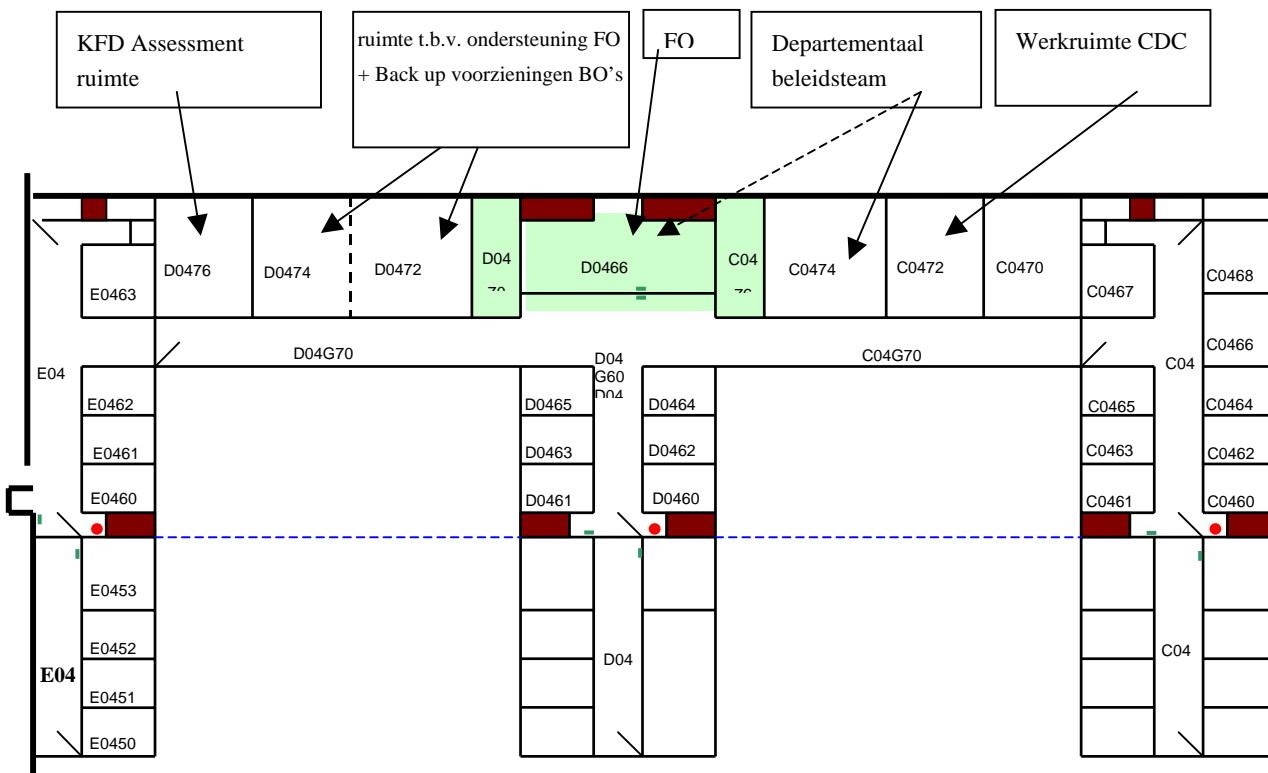 KFD Assessment
ruimte
ruimte t.b.v. ondersteuning FO
+ Back up voorzieningen BO’s
FO
Departementaal
beleidsteam
Werkruimte CDC
E0463
D0476
D0474
D0472
D04
D0466
C04
C0474
C0472
C0470
C0467
C0468
D04G70
D04
G60
D04
C04G70
C04
C0466
E04
E0462
D0465
D0464
C0465
C0464
E0461
D0463
D0462
C0463
C0462
E0460
D0461
D0460
C0461
C0460
E0453
E0452
E04
D04
C04
E0451
E0450